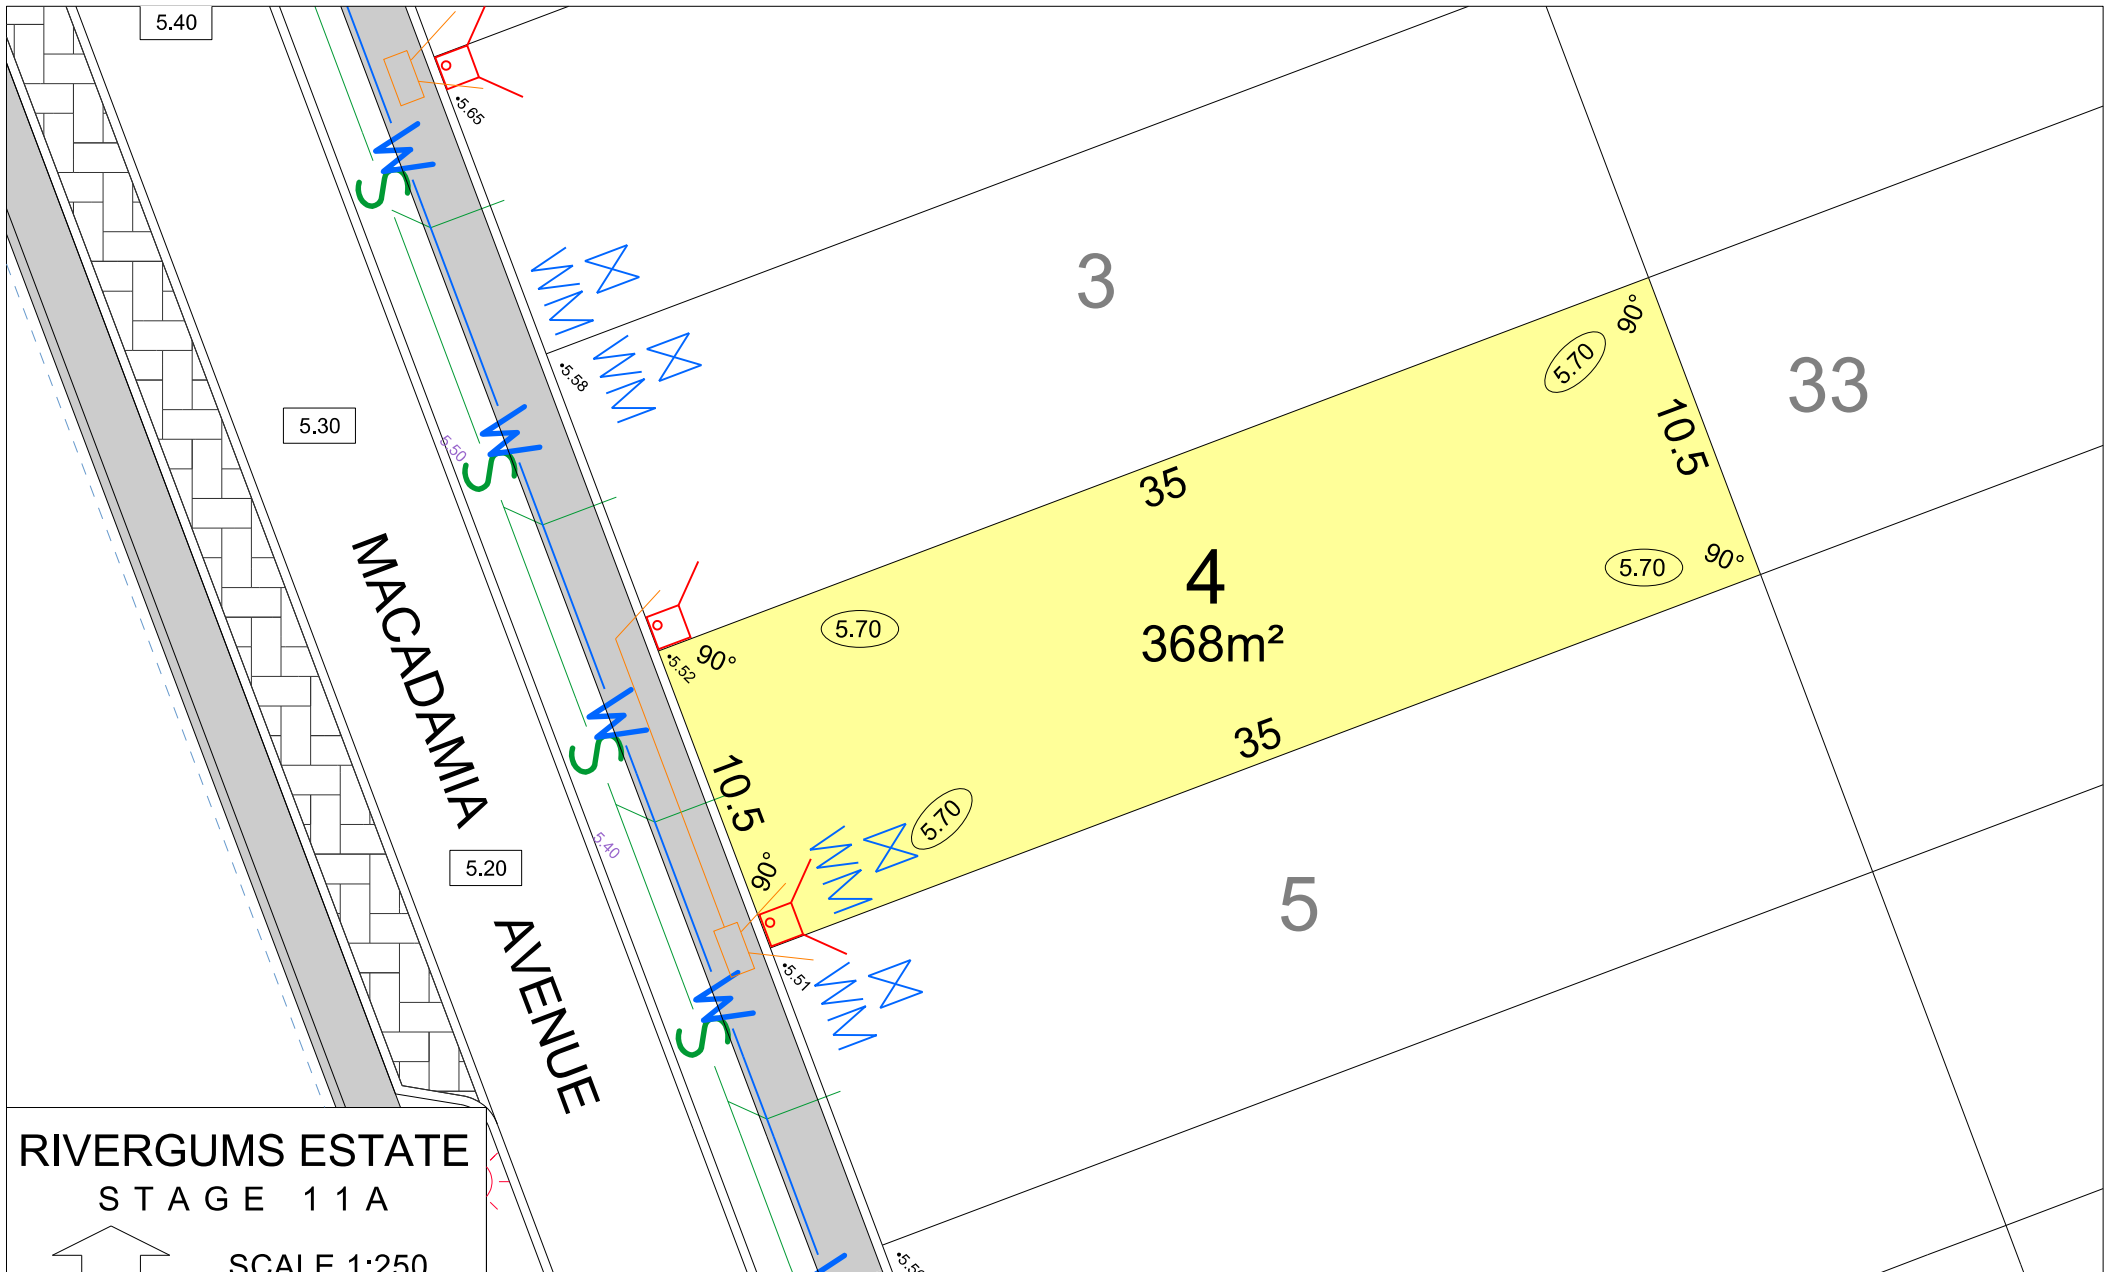 5.40
•5.65
W
S
3
W
W
•5.58
W
W
33
5.30
5.50
W
S
90°
5.70
10.5
35
MACADAMIA
4
368m²
5.70
90°
5.70
90°
•5.52
W
S
35
10.5
5.70
90°
5.40
5.20
W
W
5
AVENUE
•5.51
W
W
W
S
RIVERGUMS ESTATE
STAGE 11A
SCALE 1:250